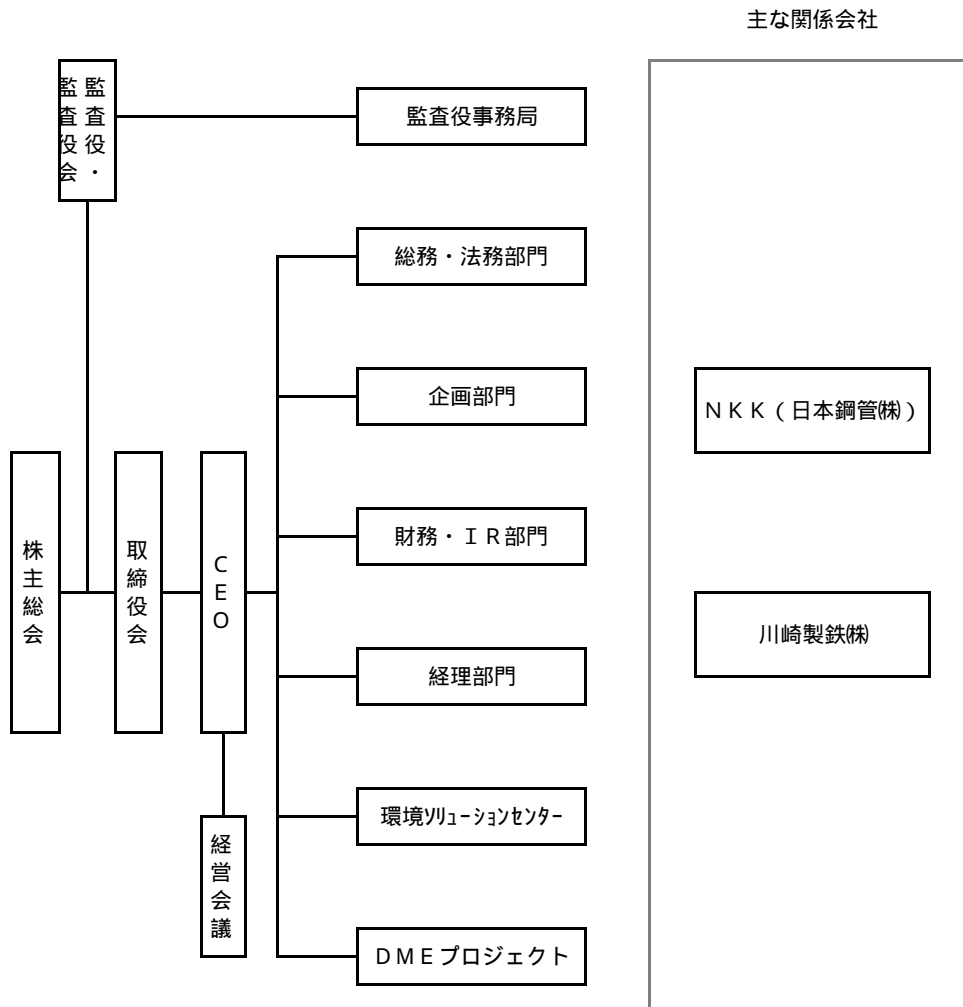 主な関係会社
監査役・
監査役会
監査役事務局
総務・法務部門
企画部門
ＮＫＫ（日本鋼管㈱）
財務・ＩＲ部門
株主総会
取締役会
ＣＥＯ
川崎製鉄㈱
経理部門
環境ｿﾘｭｰｼｮﾝｾﾝﾀｰ
経営会議
ＤＭＥプロジェクト